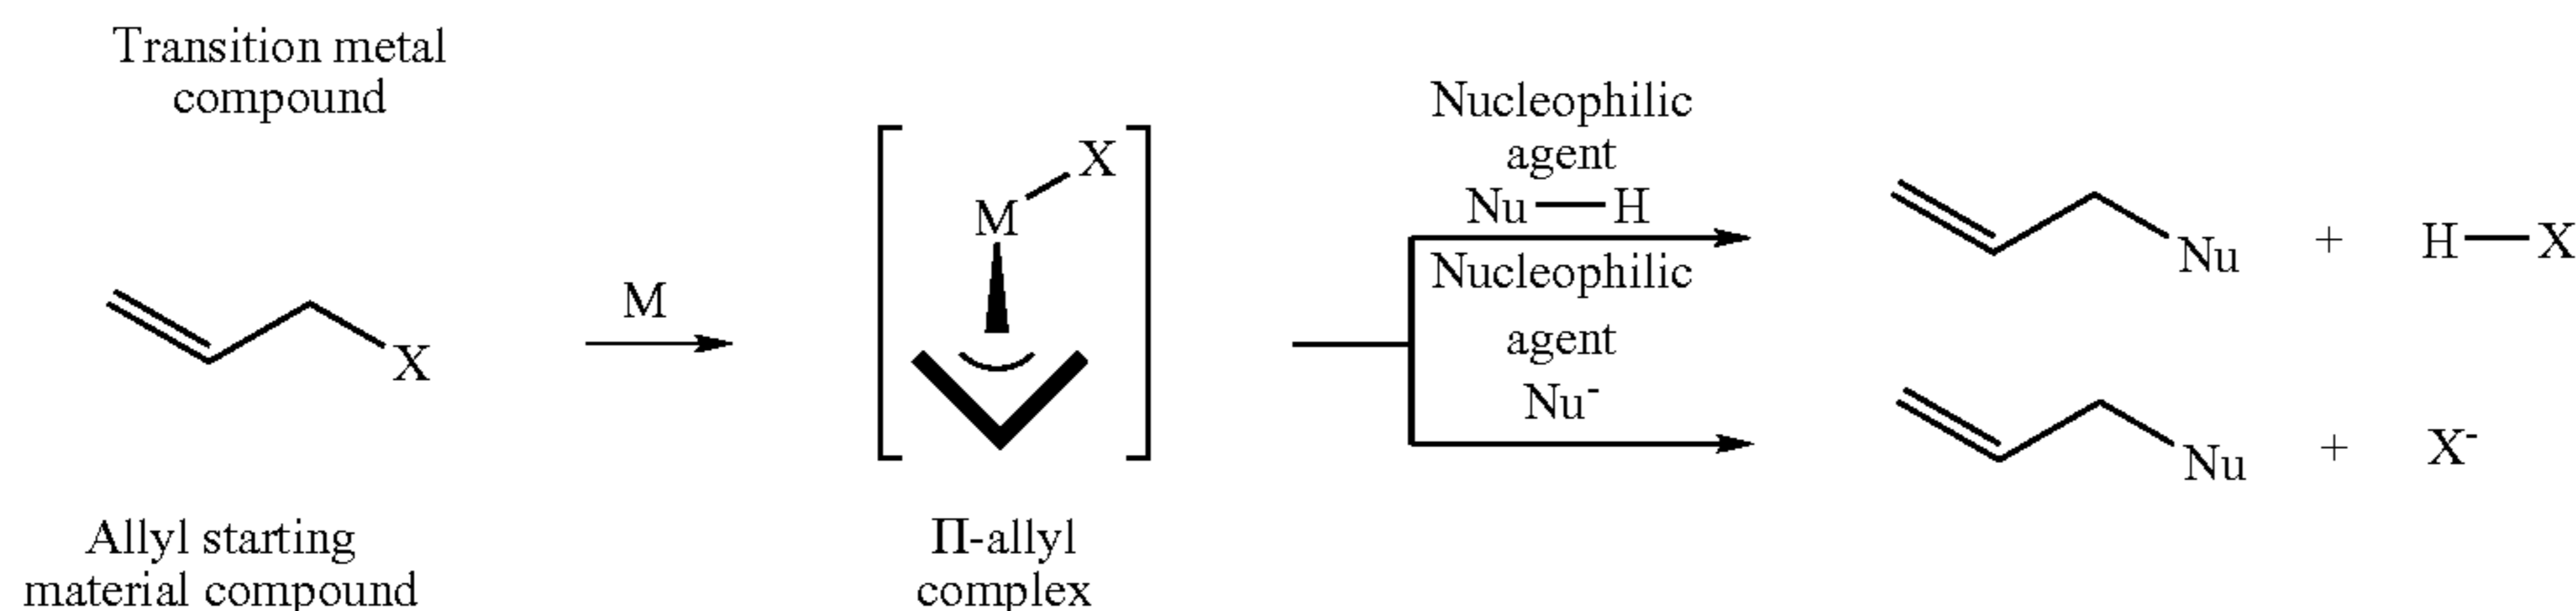 Transition metal
compound
X
M
M
X
Π-allyl
complex
Allyl starting
material compound
Nucleophilic
agent
Nu—H
Nucleophilic
agent
Nu⁻
Nu + H—X
Nu + X⁻